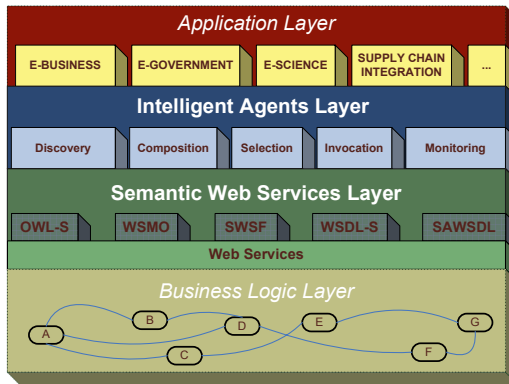 Application Layer
E-BUSINESS
E-GOVERNMENT
E-SCIENCE
SUPPLY CHAIN
INTEGRATION
...
Intelligent Agents Layer
Discovery
Composition
Selection
Invocation
Monitoring
Semantic Web Services Layer
OWL-S
WSMO
SWSF
WSDL-S
SAWSDL
Web Services
Business Logic Layer
A
B
C
D
E
F
G